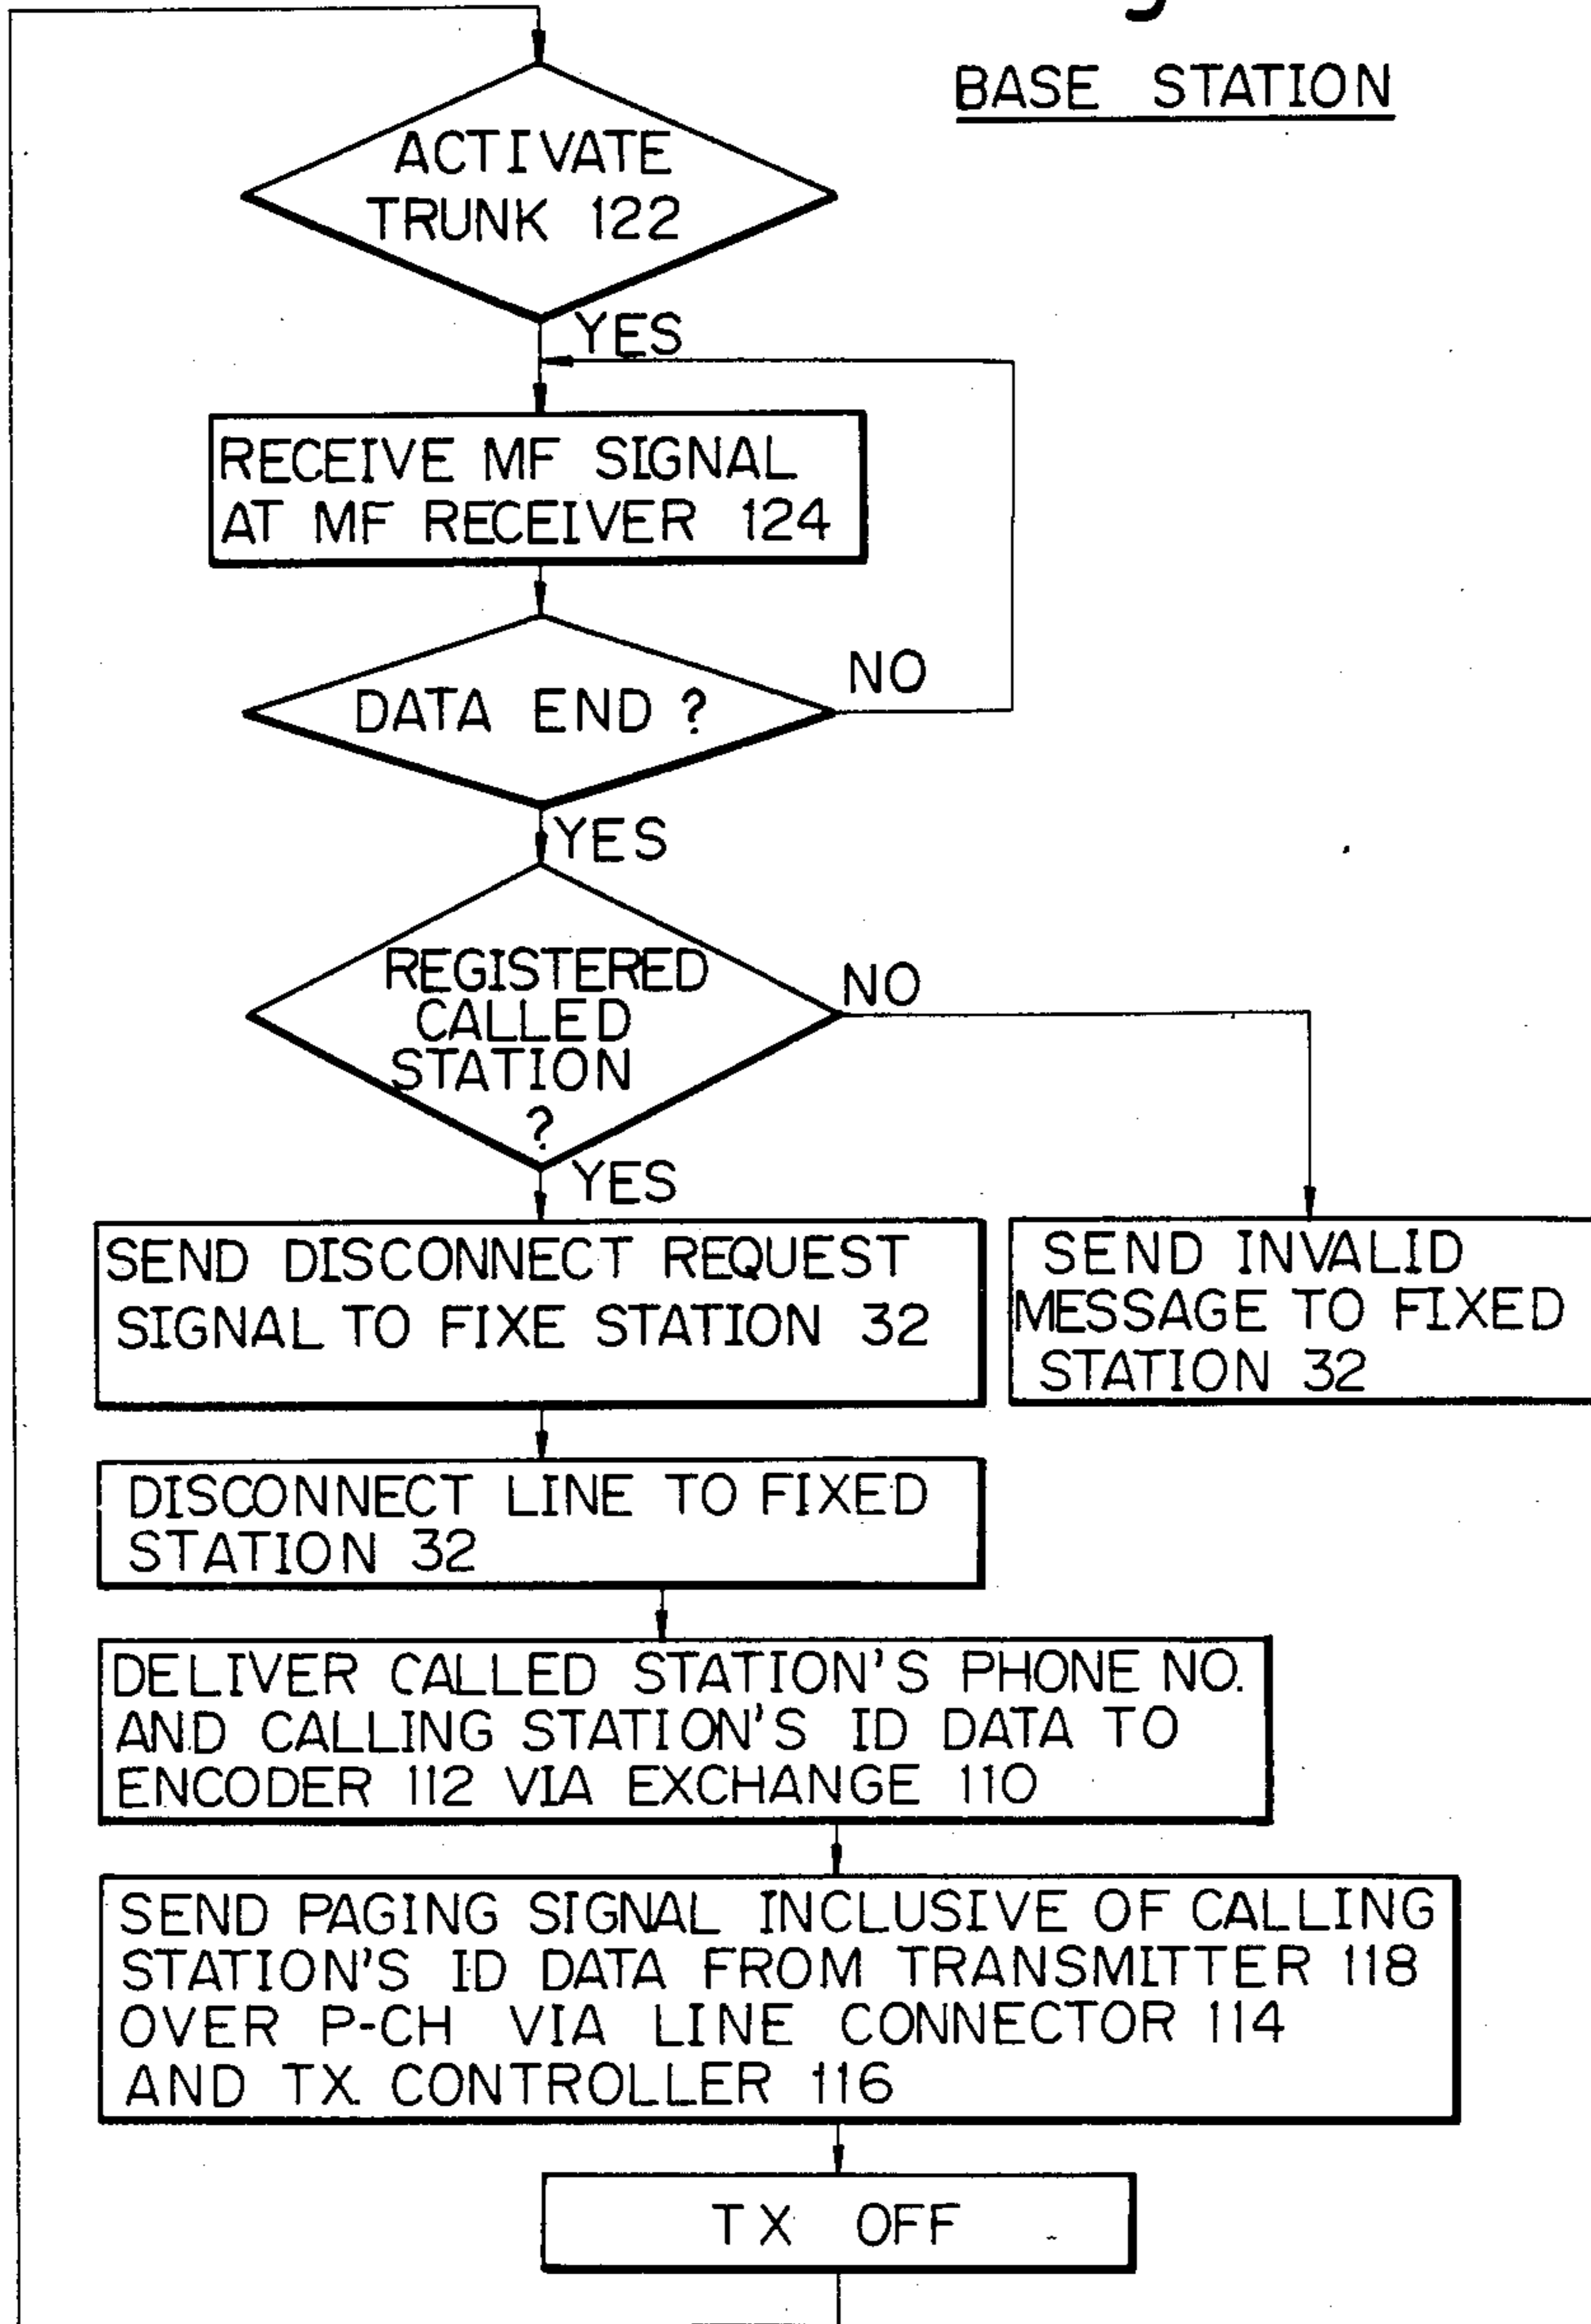 BASE STATION
ACTIVATE
TRUNK 122
YES
RECEIVE MF SIGNAL
AT MF RECEIVER 124
DATA END ?
NO
YES
REGISTERED
CALLED
STATION
?
NO
YES
SEND DISCONNECT REQUEST
SIGNAL TO FIXE STATION 32
SEND INVALID
MESSAGE TO FIXED
STATION 32
DISCONNECT LINE TO FIXED
STATION 32
DELIVER CALLED STATION'S PHONE NO.
AND CALLING STATION'S ID DATA TO
ENCODER 112 VIA EXCHANGE 110
SEND PAGING SIGNAL INCLUSIVE OF CALLING
STATION'S ID DATA FROM TRANSMITTER 118
OVER P-CH VIA LINE CONNECTOR 114
AND TX CONTROLLER 116
TX OFF